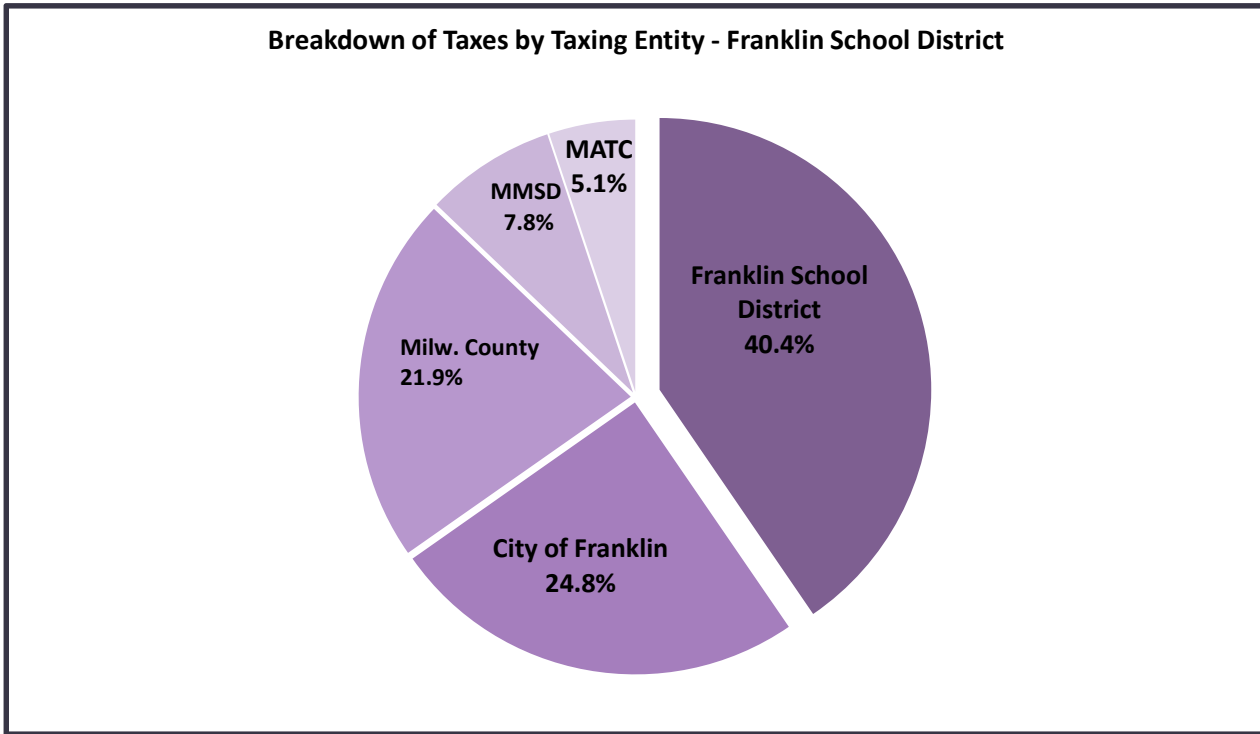 Breakdown of Taxes by Taxing Entity - Franklin School District
MATC
5.1%
MMSD
7.8%
Franklin School
District
40.4%
Milw. County
21.9%
City of Franklin
24.8%